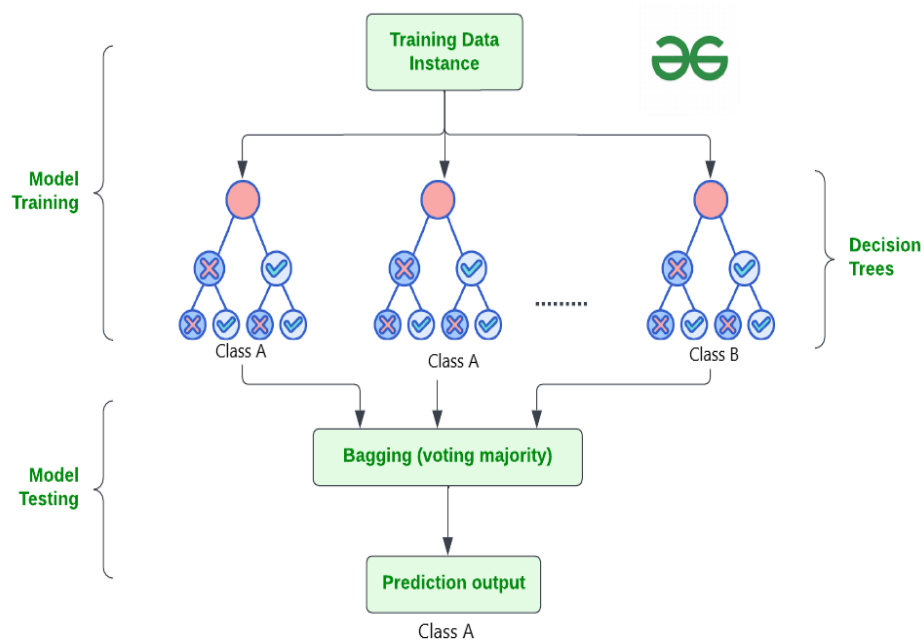 Training Data
Instance
Model
Training
Decision
Trees
Class A
Class A
Class B
Bagging (voting majority)
Model
Testing
Prediction output
Class A